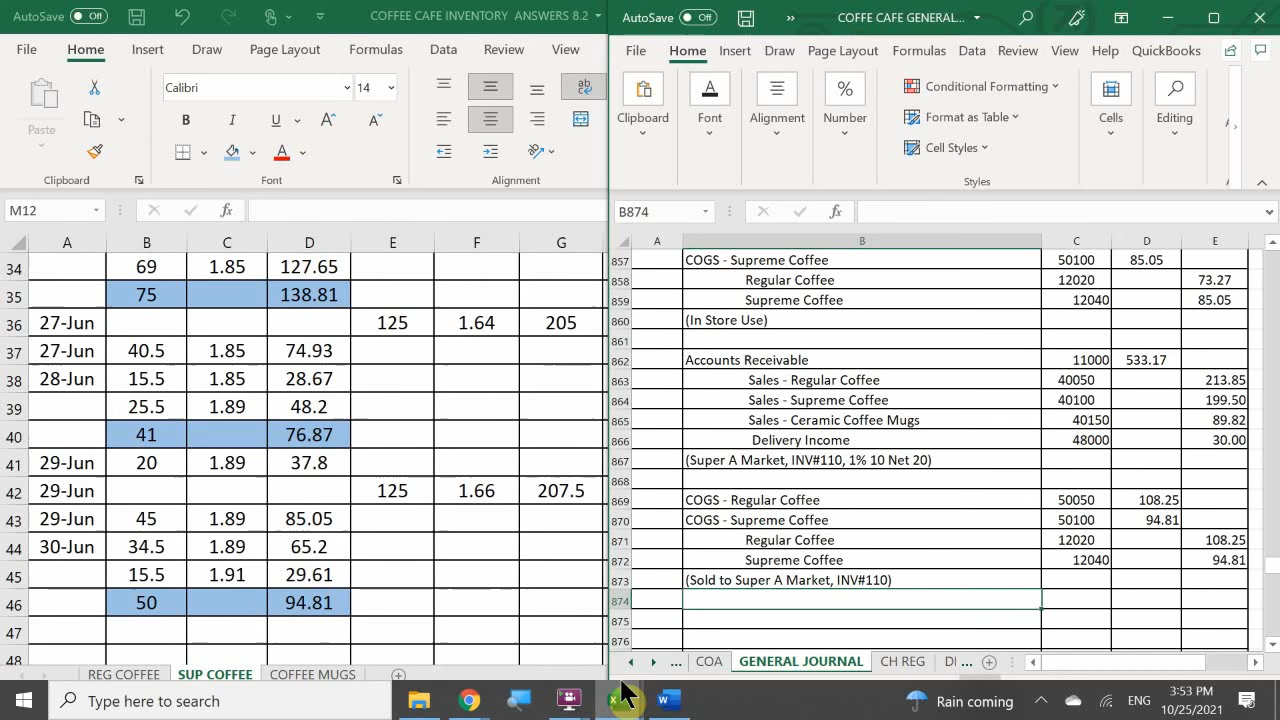 AutoSave Off COFFEE CAFE INVENTORY ANSWERS 8.2
File Home Insert Draw Page Layout Formulas Data Review View
Paste
Calibri 14
B I U A A
A
Clipboard Font Alignment
M12 fx
A B C D E F G
34 69 1.85 127.65
35 75 138.81
36 27-Jun 125 1.64 205
37 27-Jun 40.5 1.85 74.93
38 28-Jun 15.5 1.85 28.67
39 25.5 1.89 48.2
40 41 76.87
41 29-Jun 20 1.89 37.8
42 29-Jun 125 1.66 207.5
43 29-Jun 45 1.89 85.05
44 30-Jun 34.5 1.89 65.2
45 15.5 1.91 29.61
46 50 94.81
47
48
REG COFFEE SUP COFFEE COFFEE MUGS
AutoSave Off COFFE CAFE GENERAL...
File Home Insert Draw Page Layout Formulas Data Review View Help QuickBooks
Clipboard Font Alignment Number
Conditional Formatting
Format as Table
Cell Styles
Cells Editing
Styles
B874 fx
A B C D E
857 COGS - Supreme Coffee 50100 85.05
858 Regular Coffee 12020 73.27
859 Supreme Coffee 12040 85.05
860 (In Store Use)
861
862 Accounts Receivable 11000 533.17
863 Sales - Regular Coffee 40050 213.85
864 Sales - Supreme Coffee 40100 199.50
865 Sales - Ceramic Coffee Mugs 40150 89.82
866 Delivery Income 48000 30.00
867 (Super A Market, INV#110, 1% 10 Net 20)
868
869 COGS - Regular Coffee 50050 108.25
870 COGS - Supreme Coffee 50100 94.81
871 Regular Coffee 12020 108.25
872 Supreme Coffee 12040 94.81
873 (Sold to Super A Market, INV#110)
874
875
876
... COA GENERAL JOURNAL CH REG DI ...
Type here to search
Rain coming
ENG
3:53 PM
10/25/2021